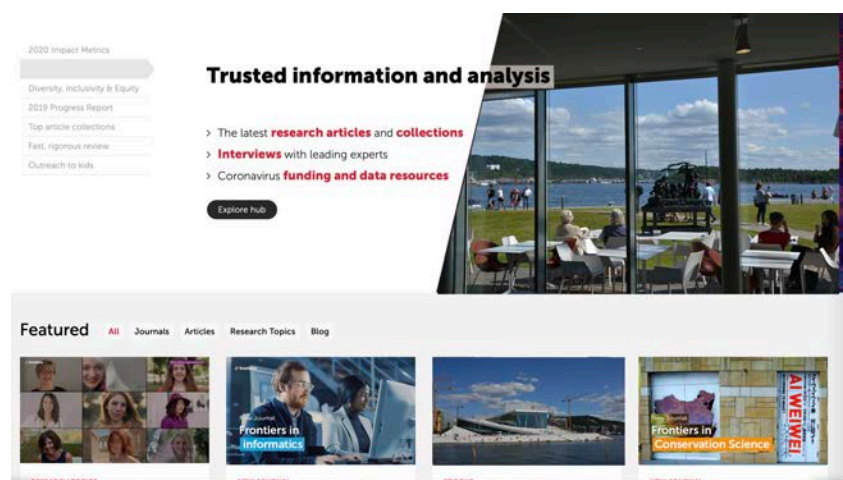 2020 Impact Metrics
Diversity, inclusivity & Equity
2019 Progress Report
Top article collections
Fast, rigorous review
Outreach to kids
Trusted information and analysis
> The latest research articles and collections
> Interviews with leading experts
> Coronavirus funding and data resources
Explore hub
Featured All Journals Articles Research Topics Blog
New Journal
Frontiers in
Informatics
New Journal
Frontiers in
Conservation Science
AI WEIWEI